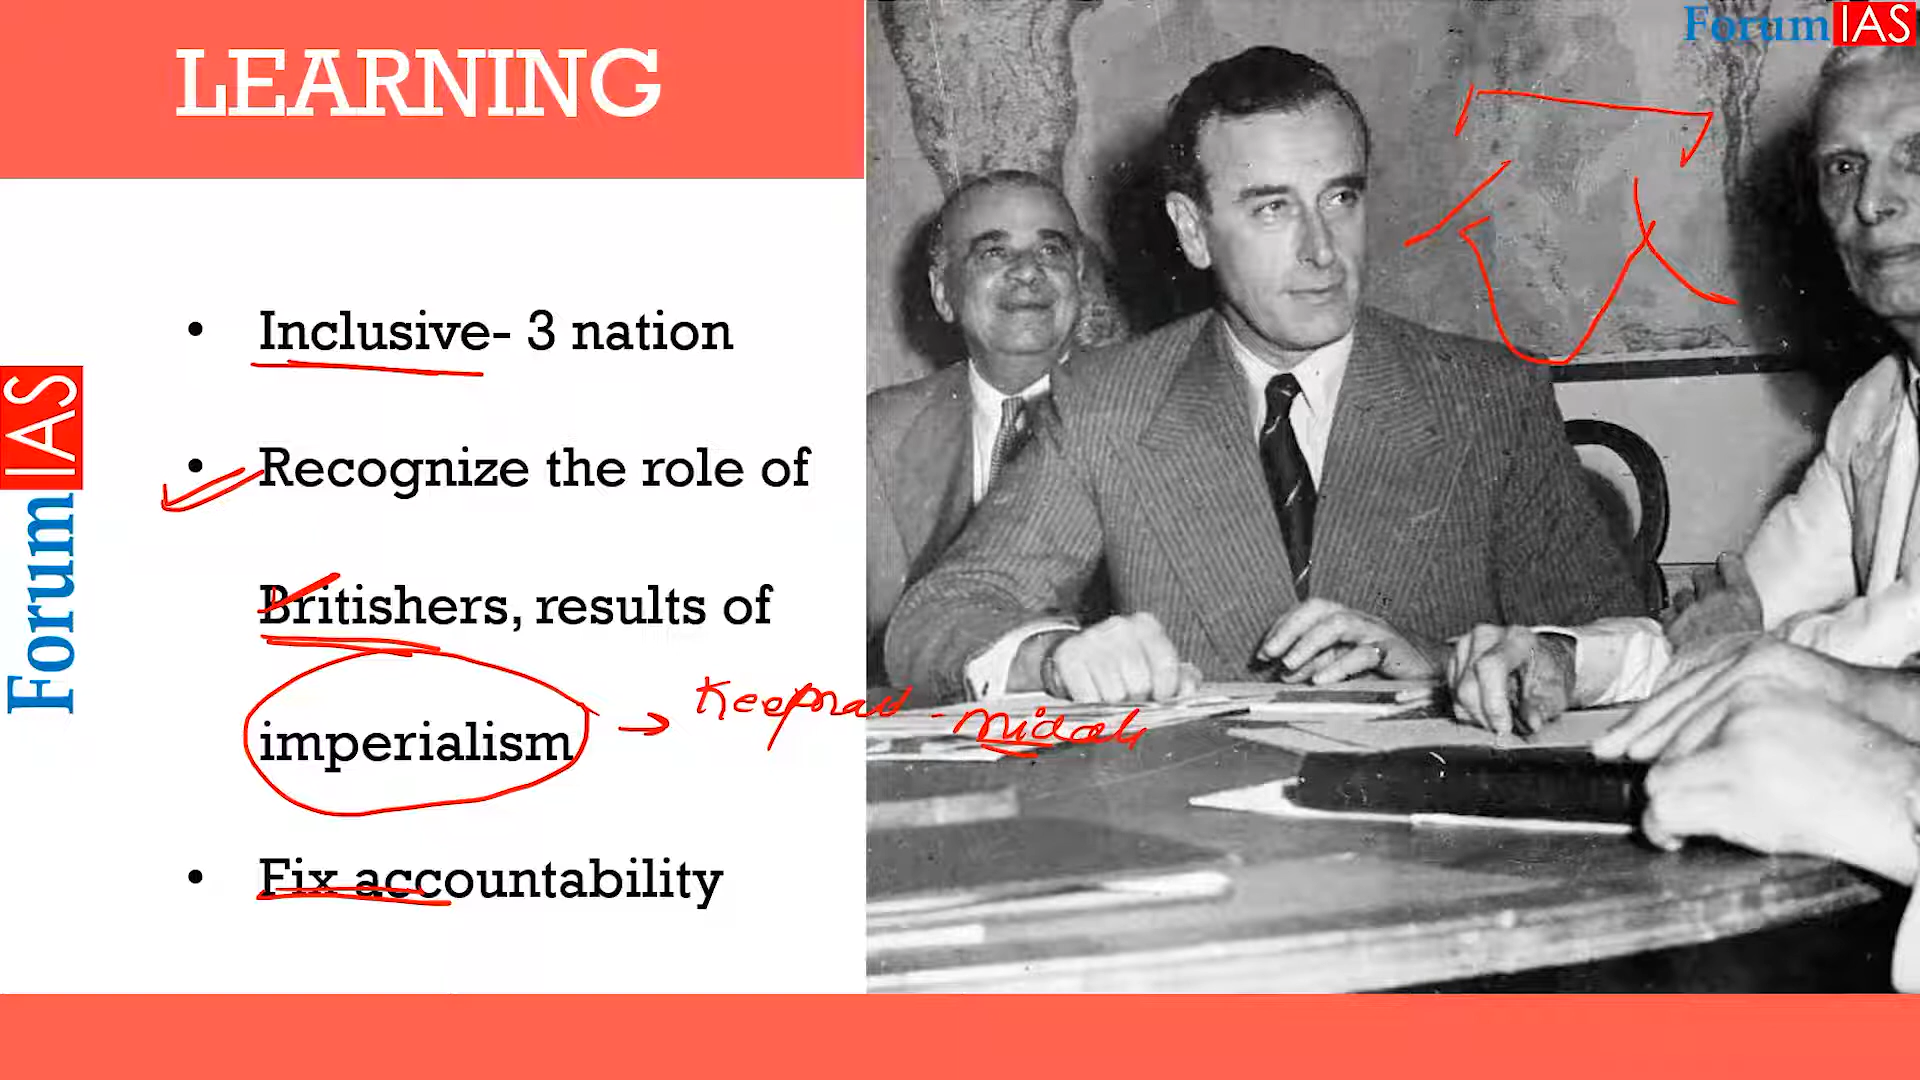 LEARNING
Forum IAS
• Inclusive- 3 nation
• Recognize the role of
Britishers, results of
imperialism
• Fix accountability
Forum IAS